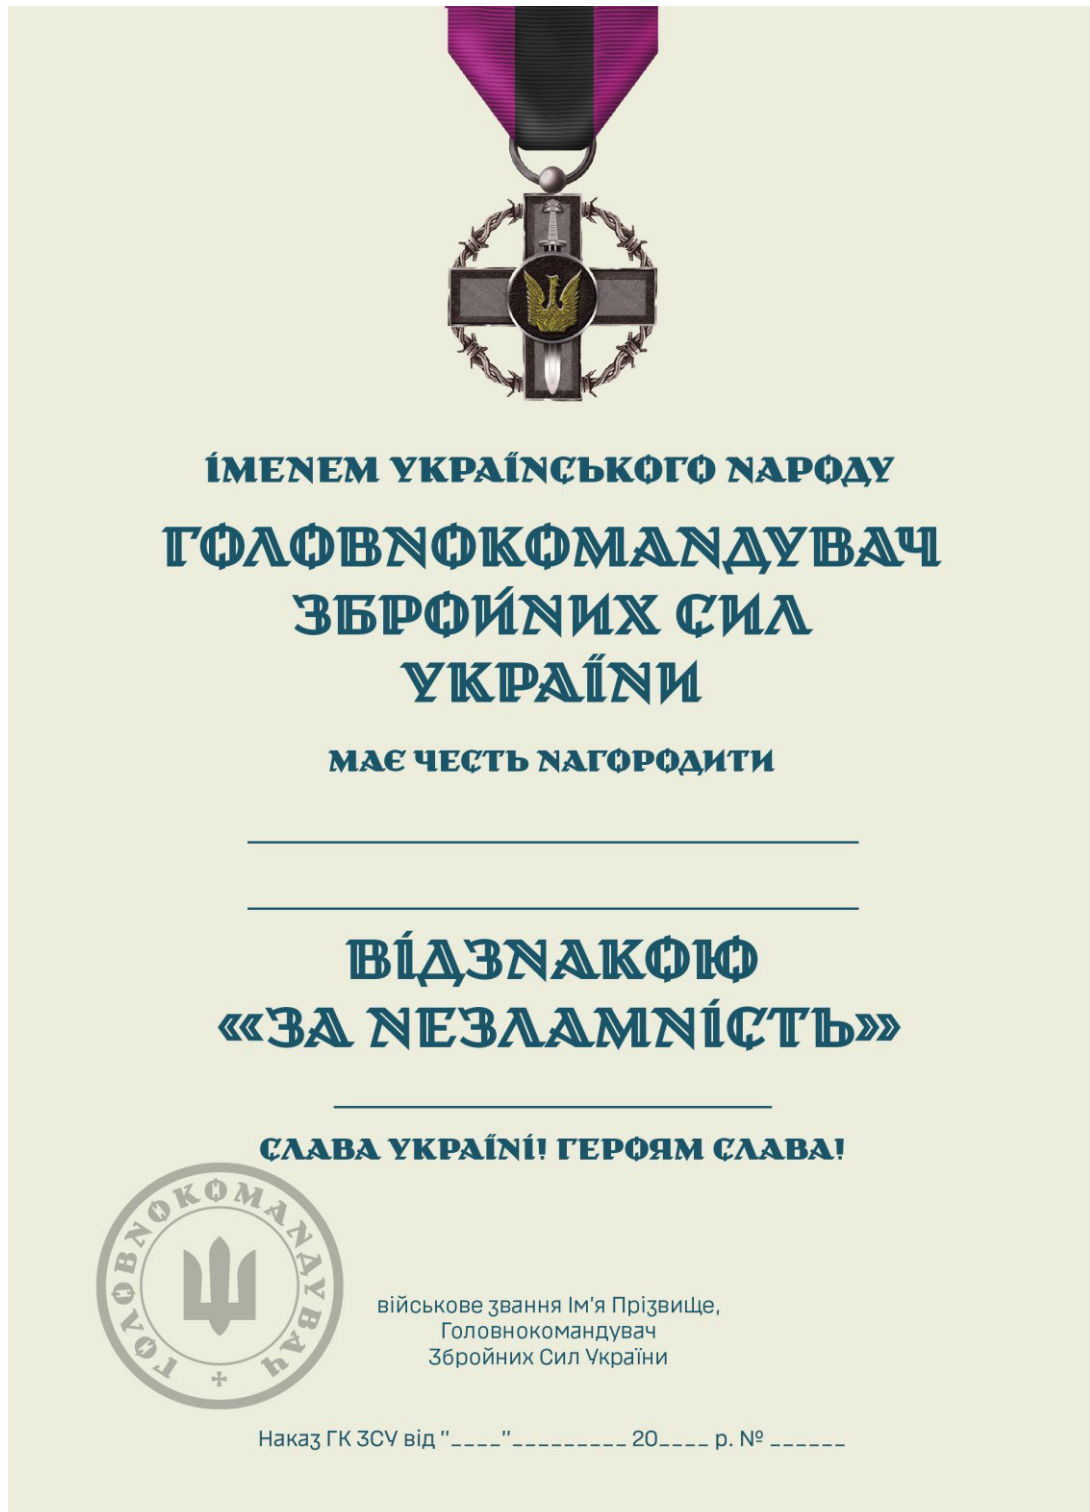 ІМЕНЕМ УКРАЇНСЬКОГО НАРОДУ
ГОЛОВНОКОМАНДУВАЧ
ЗБРОЙНИХ СИЛ
УКРАЇНИ
МАЄ ЧЕСТЬ НАГОРОДИТИ
ВІДЗНАКОЮ
«ЗА НЕЗЛАМНІСТЬ»
СЛАВА УКРАЇНІ! ГЕРОЯМ СЛАВА!
ГОЛОВНОКОМАНДУВАЧ
військове звання Ім'я Прізвище,
Головнокомандувач
Збройних Сил України
Наказ ГК ЗСУ від "____"_________ 20____ р. № ______